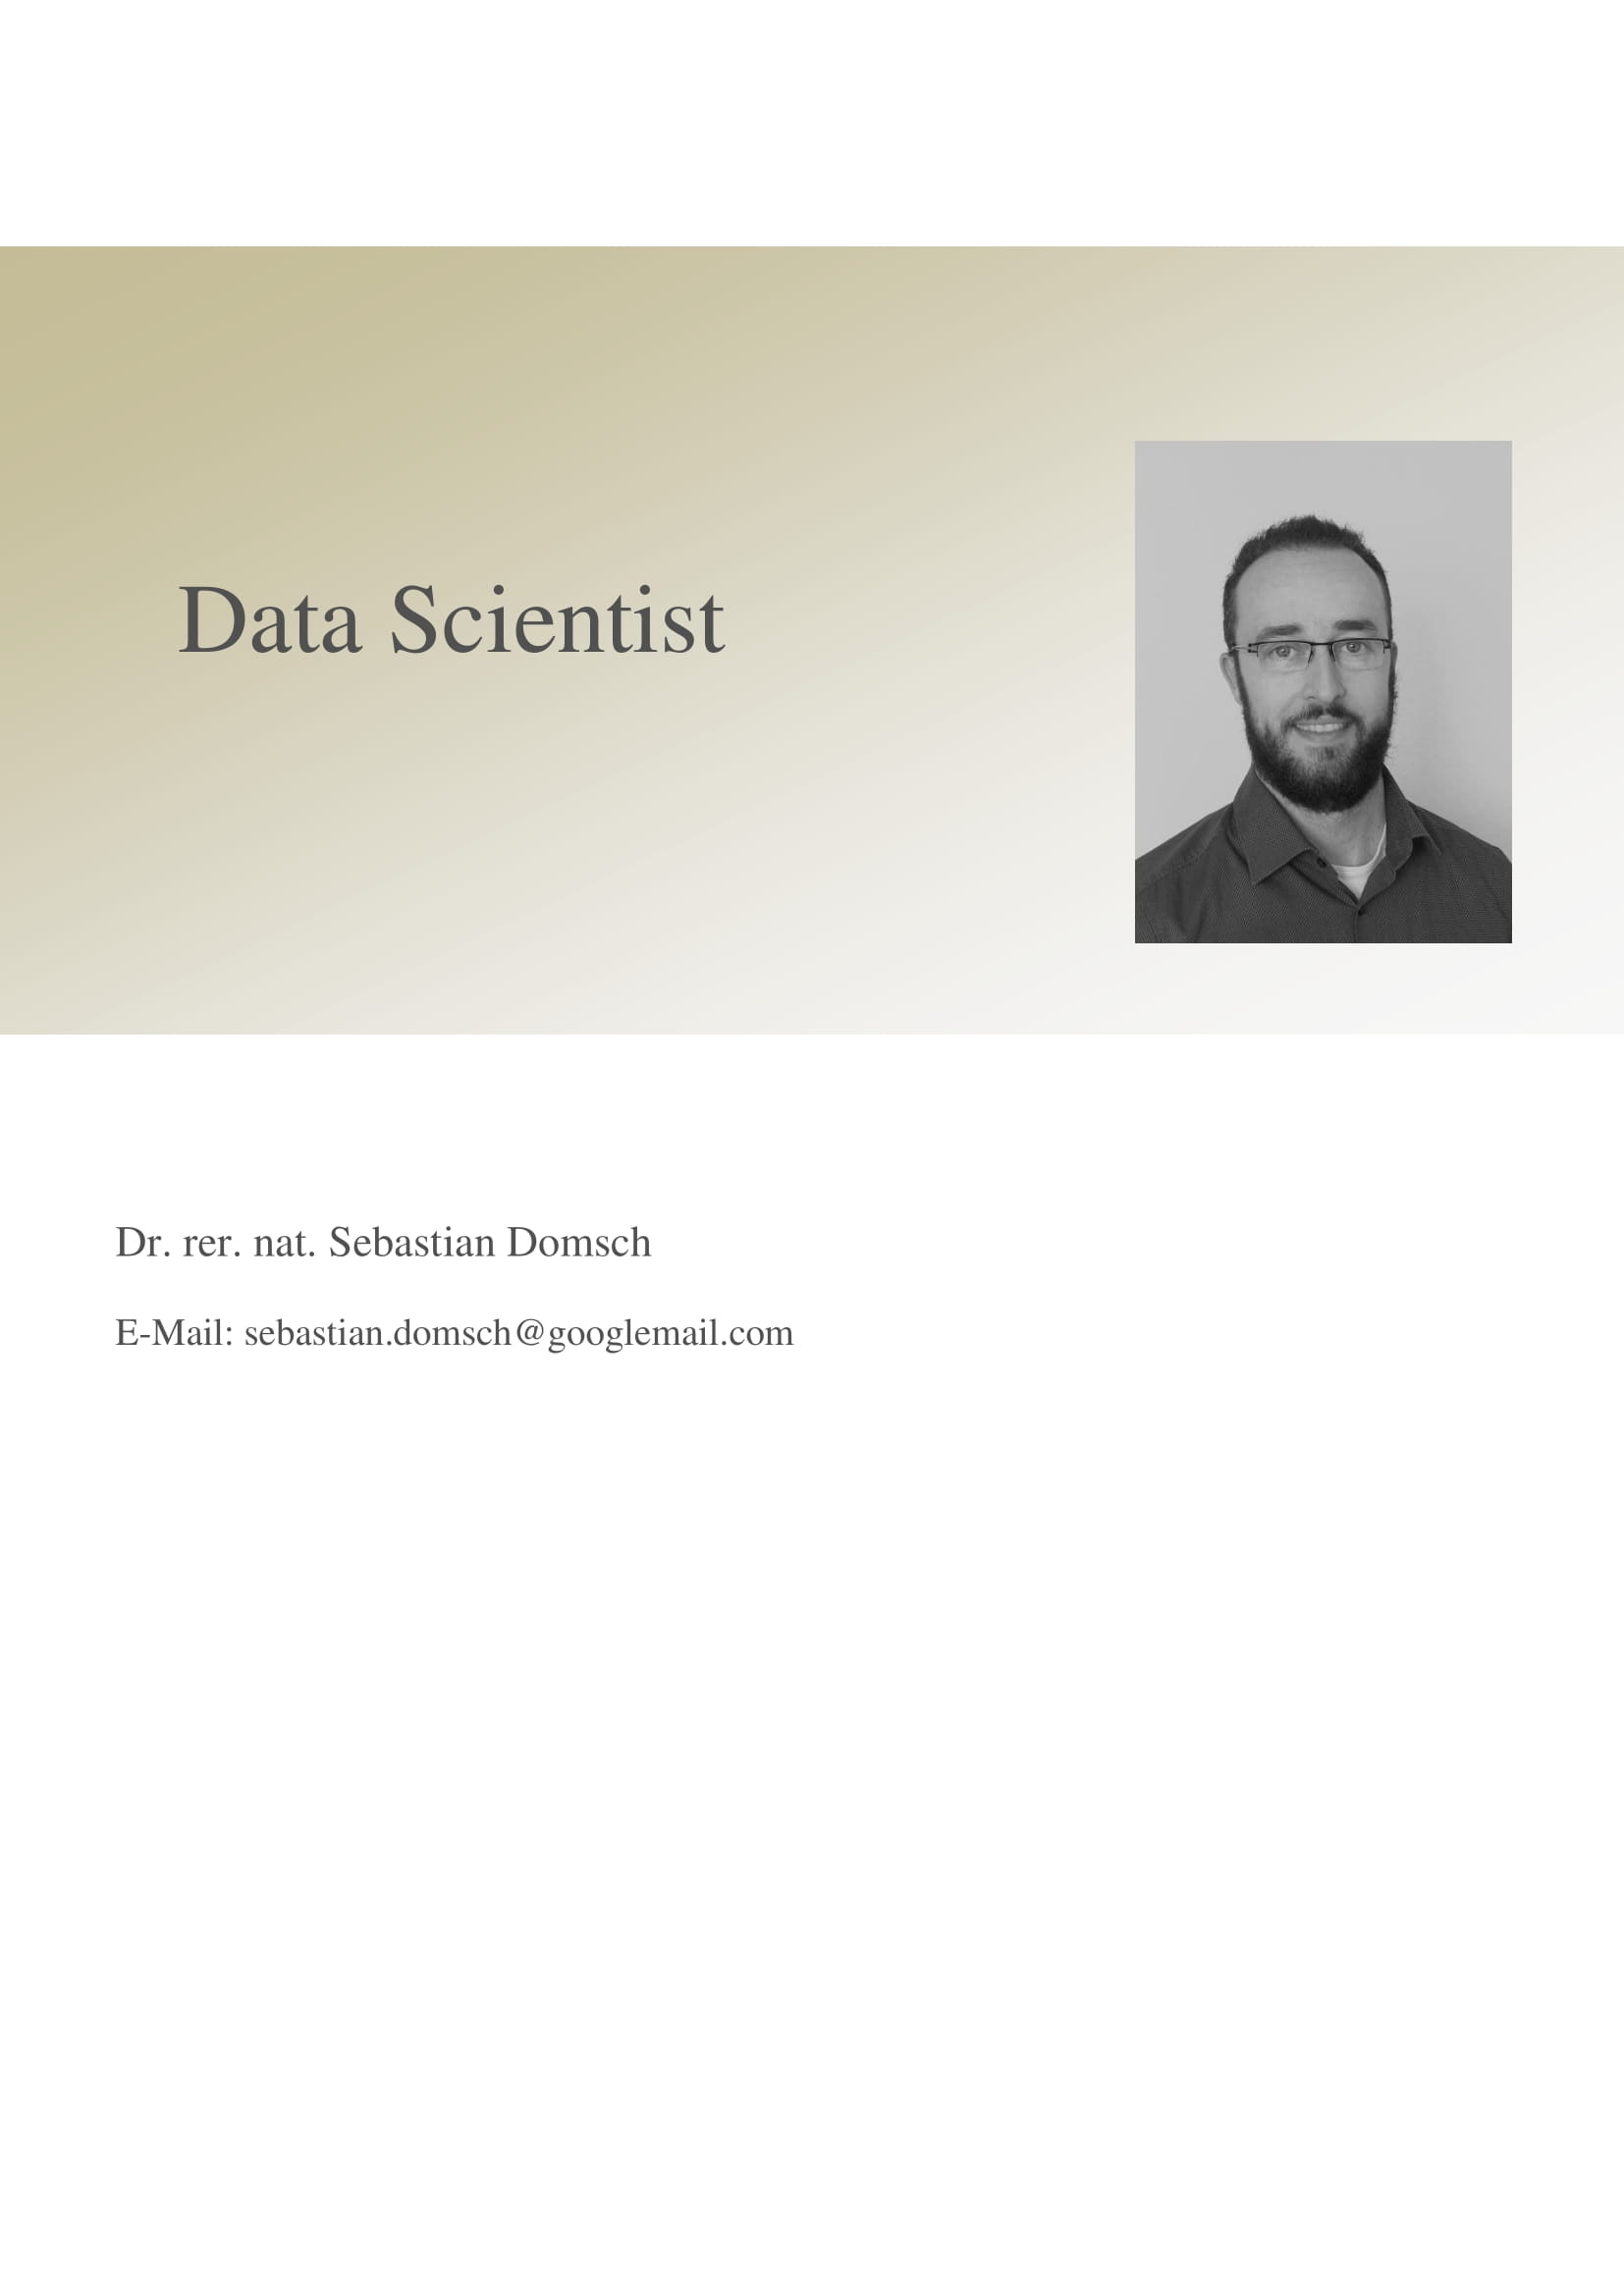 Data Scientist
Dr. rer. nat. Sebastian Domsch
E-Mail: sebastian.domsch@googlemail.com